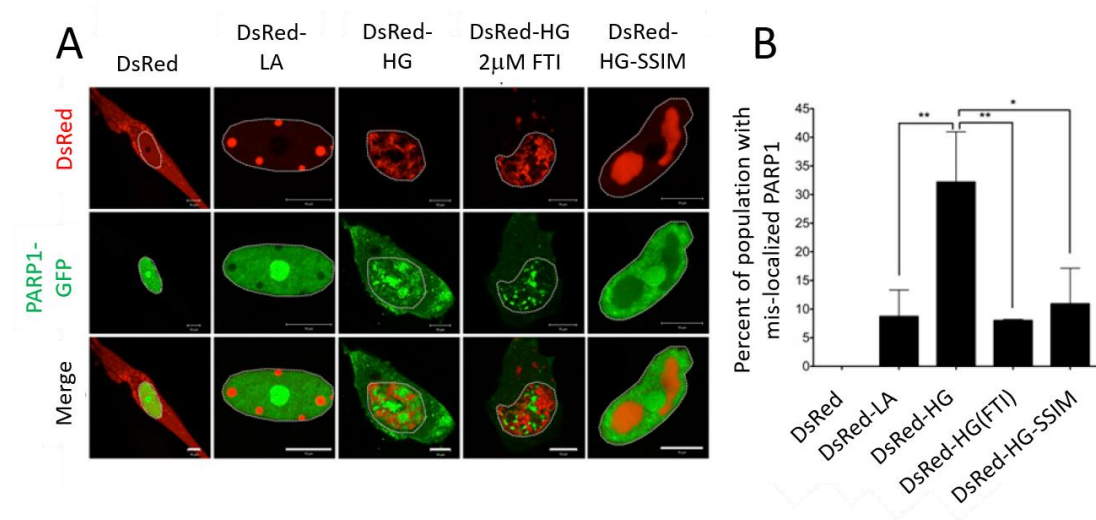 A
DsRed
DsRed-
LA
DsRed-
HG
DsRed-HG
2μM FTI
DsRed-
HG-SSIM
DsRed
PARP1-
GFP
Merge
B
Percent of population with
mis-localized PARP1
45
40
35
30
25
20
15
10
5
0
**
**
*
DsRed
DsRed-LA
DsRed-HG
DsRed-HG(FTI)
DsRed-HG-SSIM